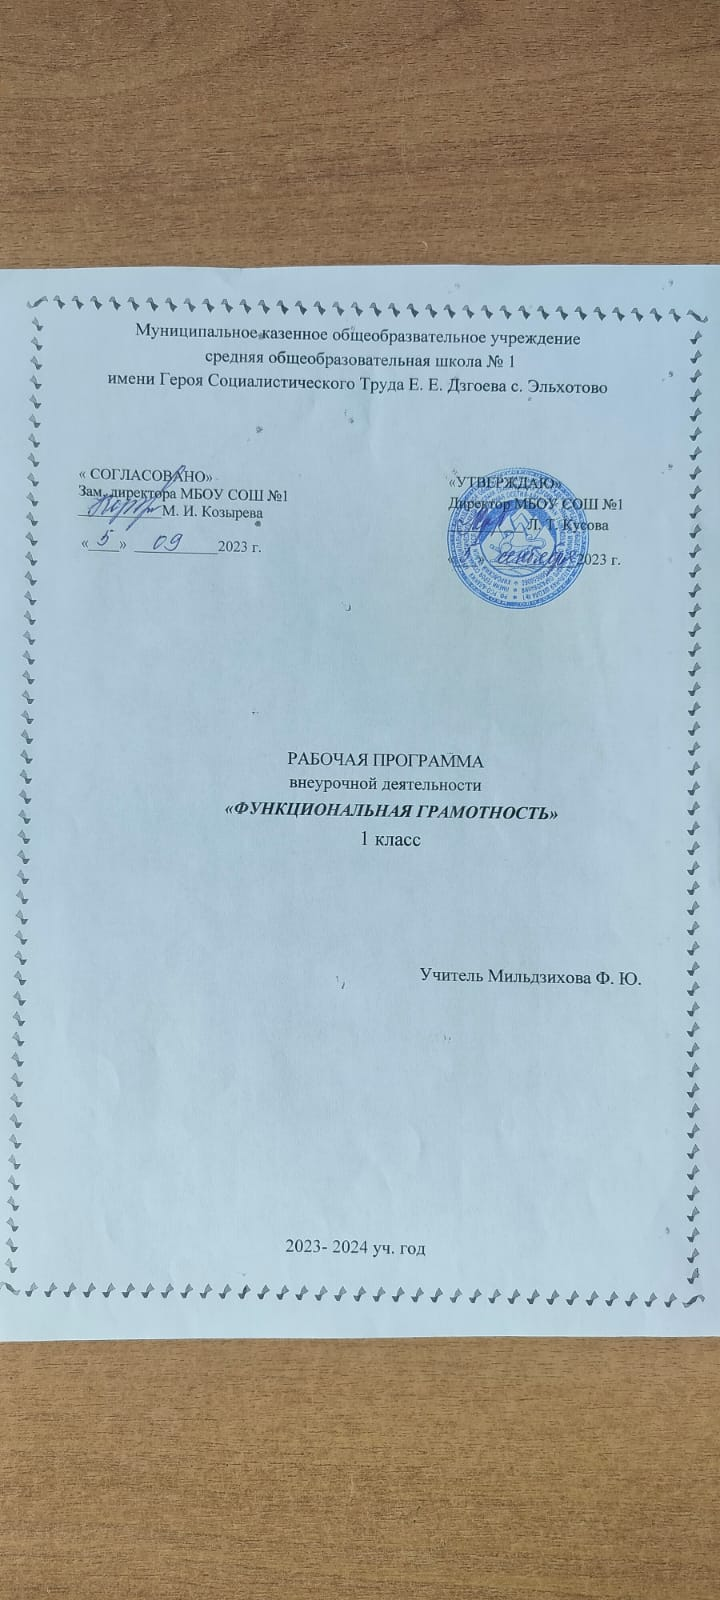 Муниципальное казенное общеобразвательное учреждение
средняя общеобразовательная школа № 1
имени Героя Социалистического Труда Е. Е. Дзгоева с. Эльхотово
« СОГЛАСОВАНО»
Зам. директора МБОУ СОШ №1
М. И. Козырева
« 5 » 09 2023 г.
«УТВЕРЖДАЮ»
Директор МБОУ СОШ №1
Л. Т. Кусова
сентября 2023 г.
РАБОЧАЯ ПРОГРАММА
внеурочной деятельности
«ФУНКЦИОНАЛЬНАЯ ГРАМОТНОСТЬ»
1 класс
Учитель Мильдзихова Ф. Ю.
2023- 2024 уч. год